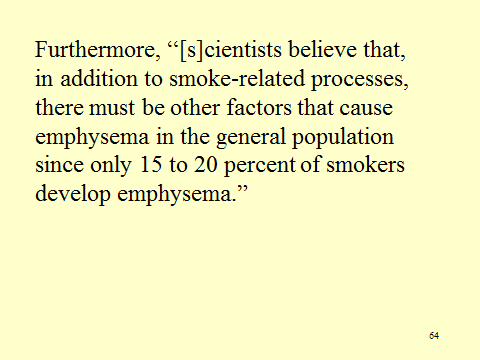 Furthermore, “[s]cientists believe that,
in addition to smoke-related processes,
there must be other factors that cause
emphysema in the general population
since only 15 to 20 percent of smokers
develop emphysema.”
64